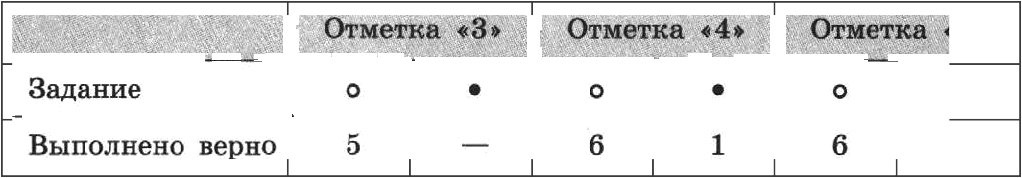 Отметка «3» Отметка «4» Отметка «
Задание ○ ● ○ ● ○
Выполнено верно 5 — 6 1 6